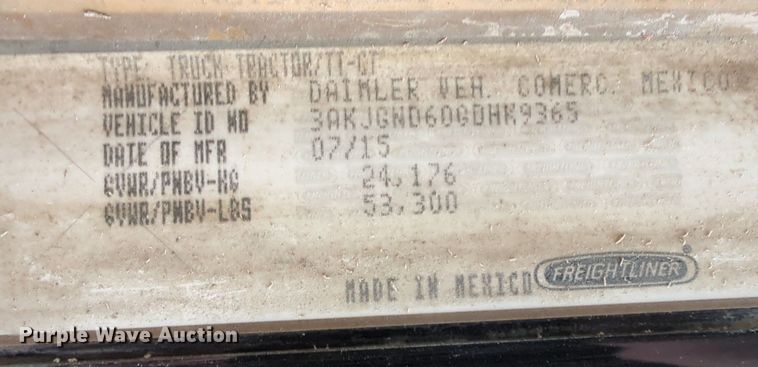 TYPE: TRUCK TRACTOR/TT-CT
MANUFACTURED BY DAIMLER VEH. COMERC. MEXICO
VEHICLE ID NO 3AKJGND60GDHK9365
DATE OF MFR 07/15
GVWR/PNBV-KG 24,176
GVWR/PNBV-LBS 53,300
MADE IN MEXICO FREIGHTLINER
Purple Wave Auction